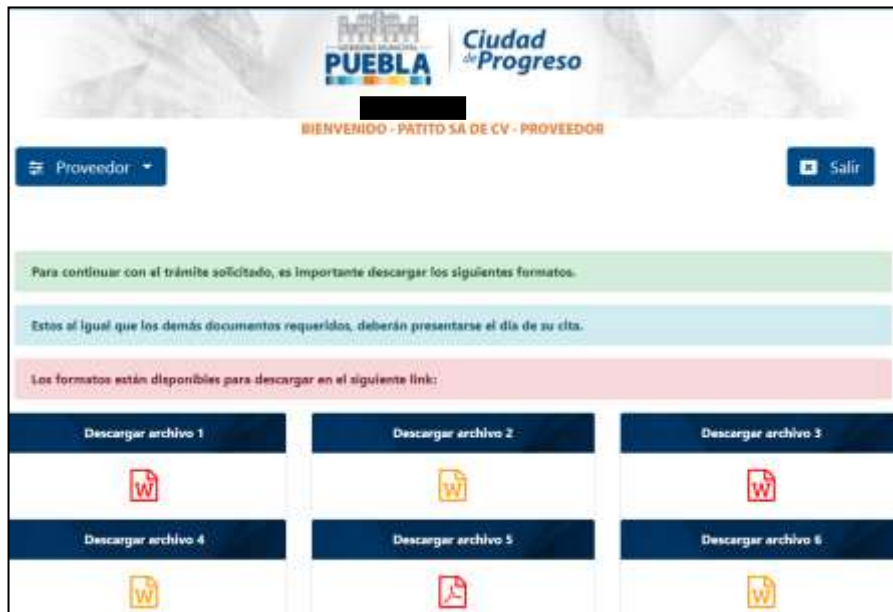 GOBIERNO MUNICIPAL
PUEBLA
Ciudad
de Progreso
BIENVENIDO - PATITO SA DE CV - PROVEEDOR
Proveedor
Salir
Para continuar con el trámite solicitado, es importante descargar los siguientes formatos.
Estos al igual que los demás documentos requeridos, deberán presentarse el día de su cita.
Los formatos están disponibles para descargar en el siguiente link:
Descargar archivo 1
Descargar archivo 2
Descargar archivo 3
W
W
W
Descargar archivo 4
Descargar archivo 5
Descargar archivo 6
W
W